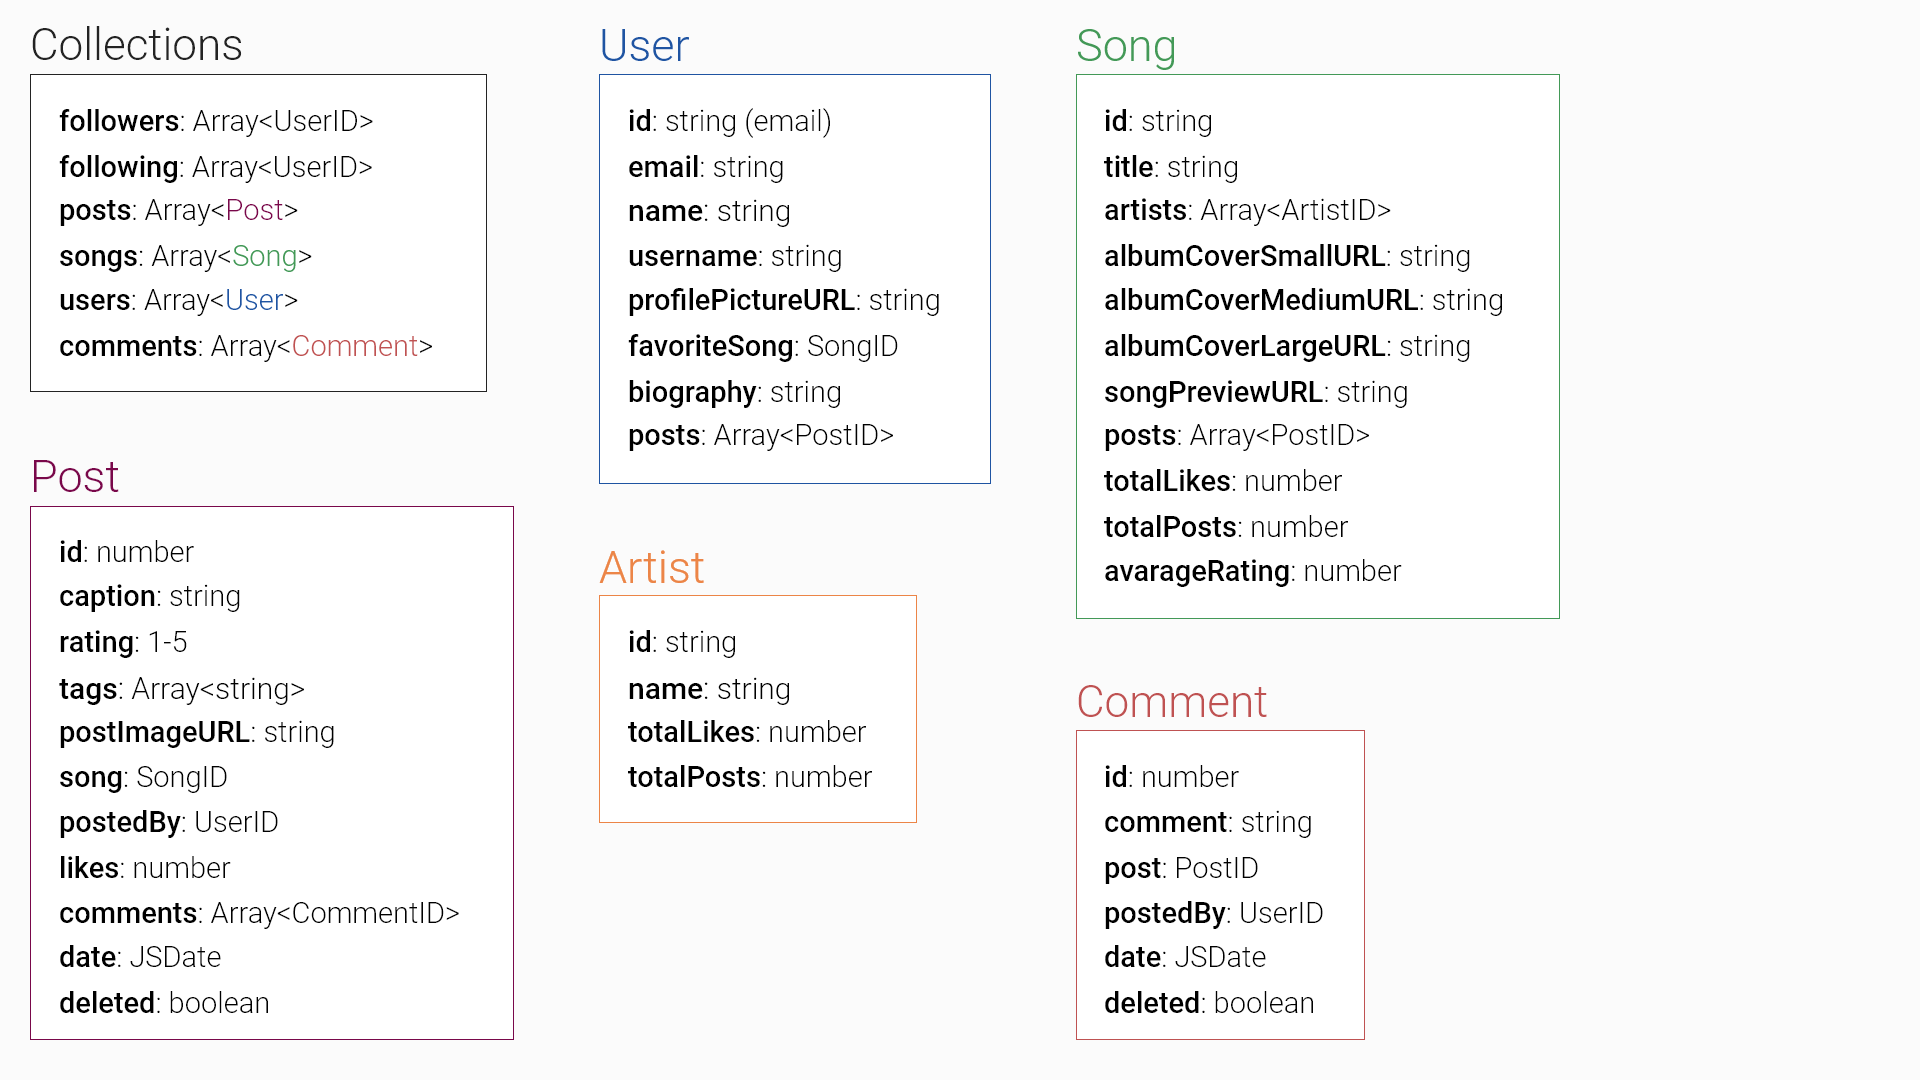 Collections
followers: Array<UserID>
following: Array<UserID>
posts: Array<Post>
songs: Array<Song>
users: Array<User>
comments: Array<Comment>
Post
id: number
caption: string
rating: 1-5
tags: Array<string>
postImageURL: string
song: SongID
postedBy: UserID
likes: number
comments: Array<CommentID>
date: JSDate
deleted: boolean
User
id: string (email)
email: string
name: string
username: string
profilePictureURL: string
favoriteSong: SongID
biography: string
posts: Array<PostID>
Artist
id: string
name: string
totalLikes: number
totalPosts: number
Song
id: string
title: string
artists: Array<ArtistID>
albumCoverSmallURL: string
albumCoverMediumURL: string
albumCoverLargeURL: string
songPreviewURL: string
posts: Array<PostID>
totalLikes: number
totalPosts: number
avarageRating: number
Comment
id: number
comment: string
post: PostID
postedBy: UserID
date: JSDate
deleted: boolean